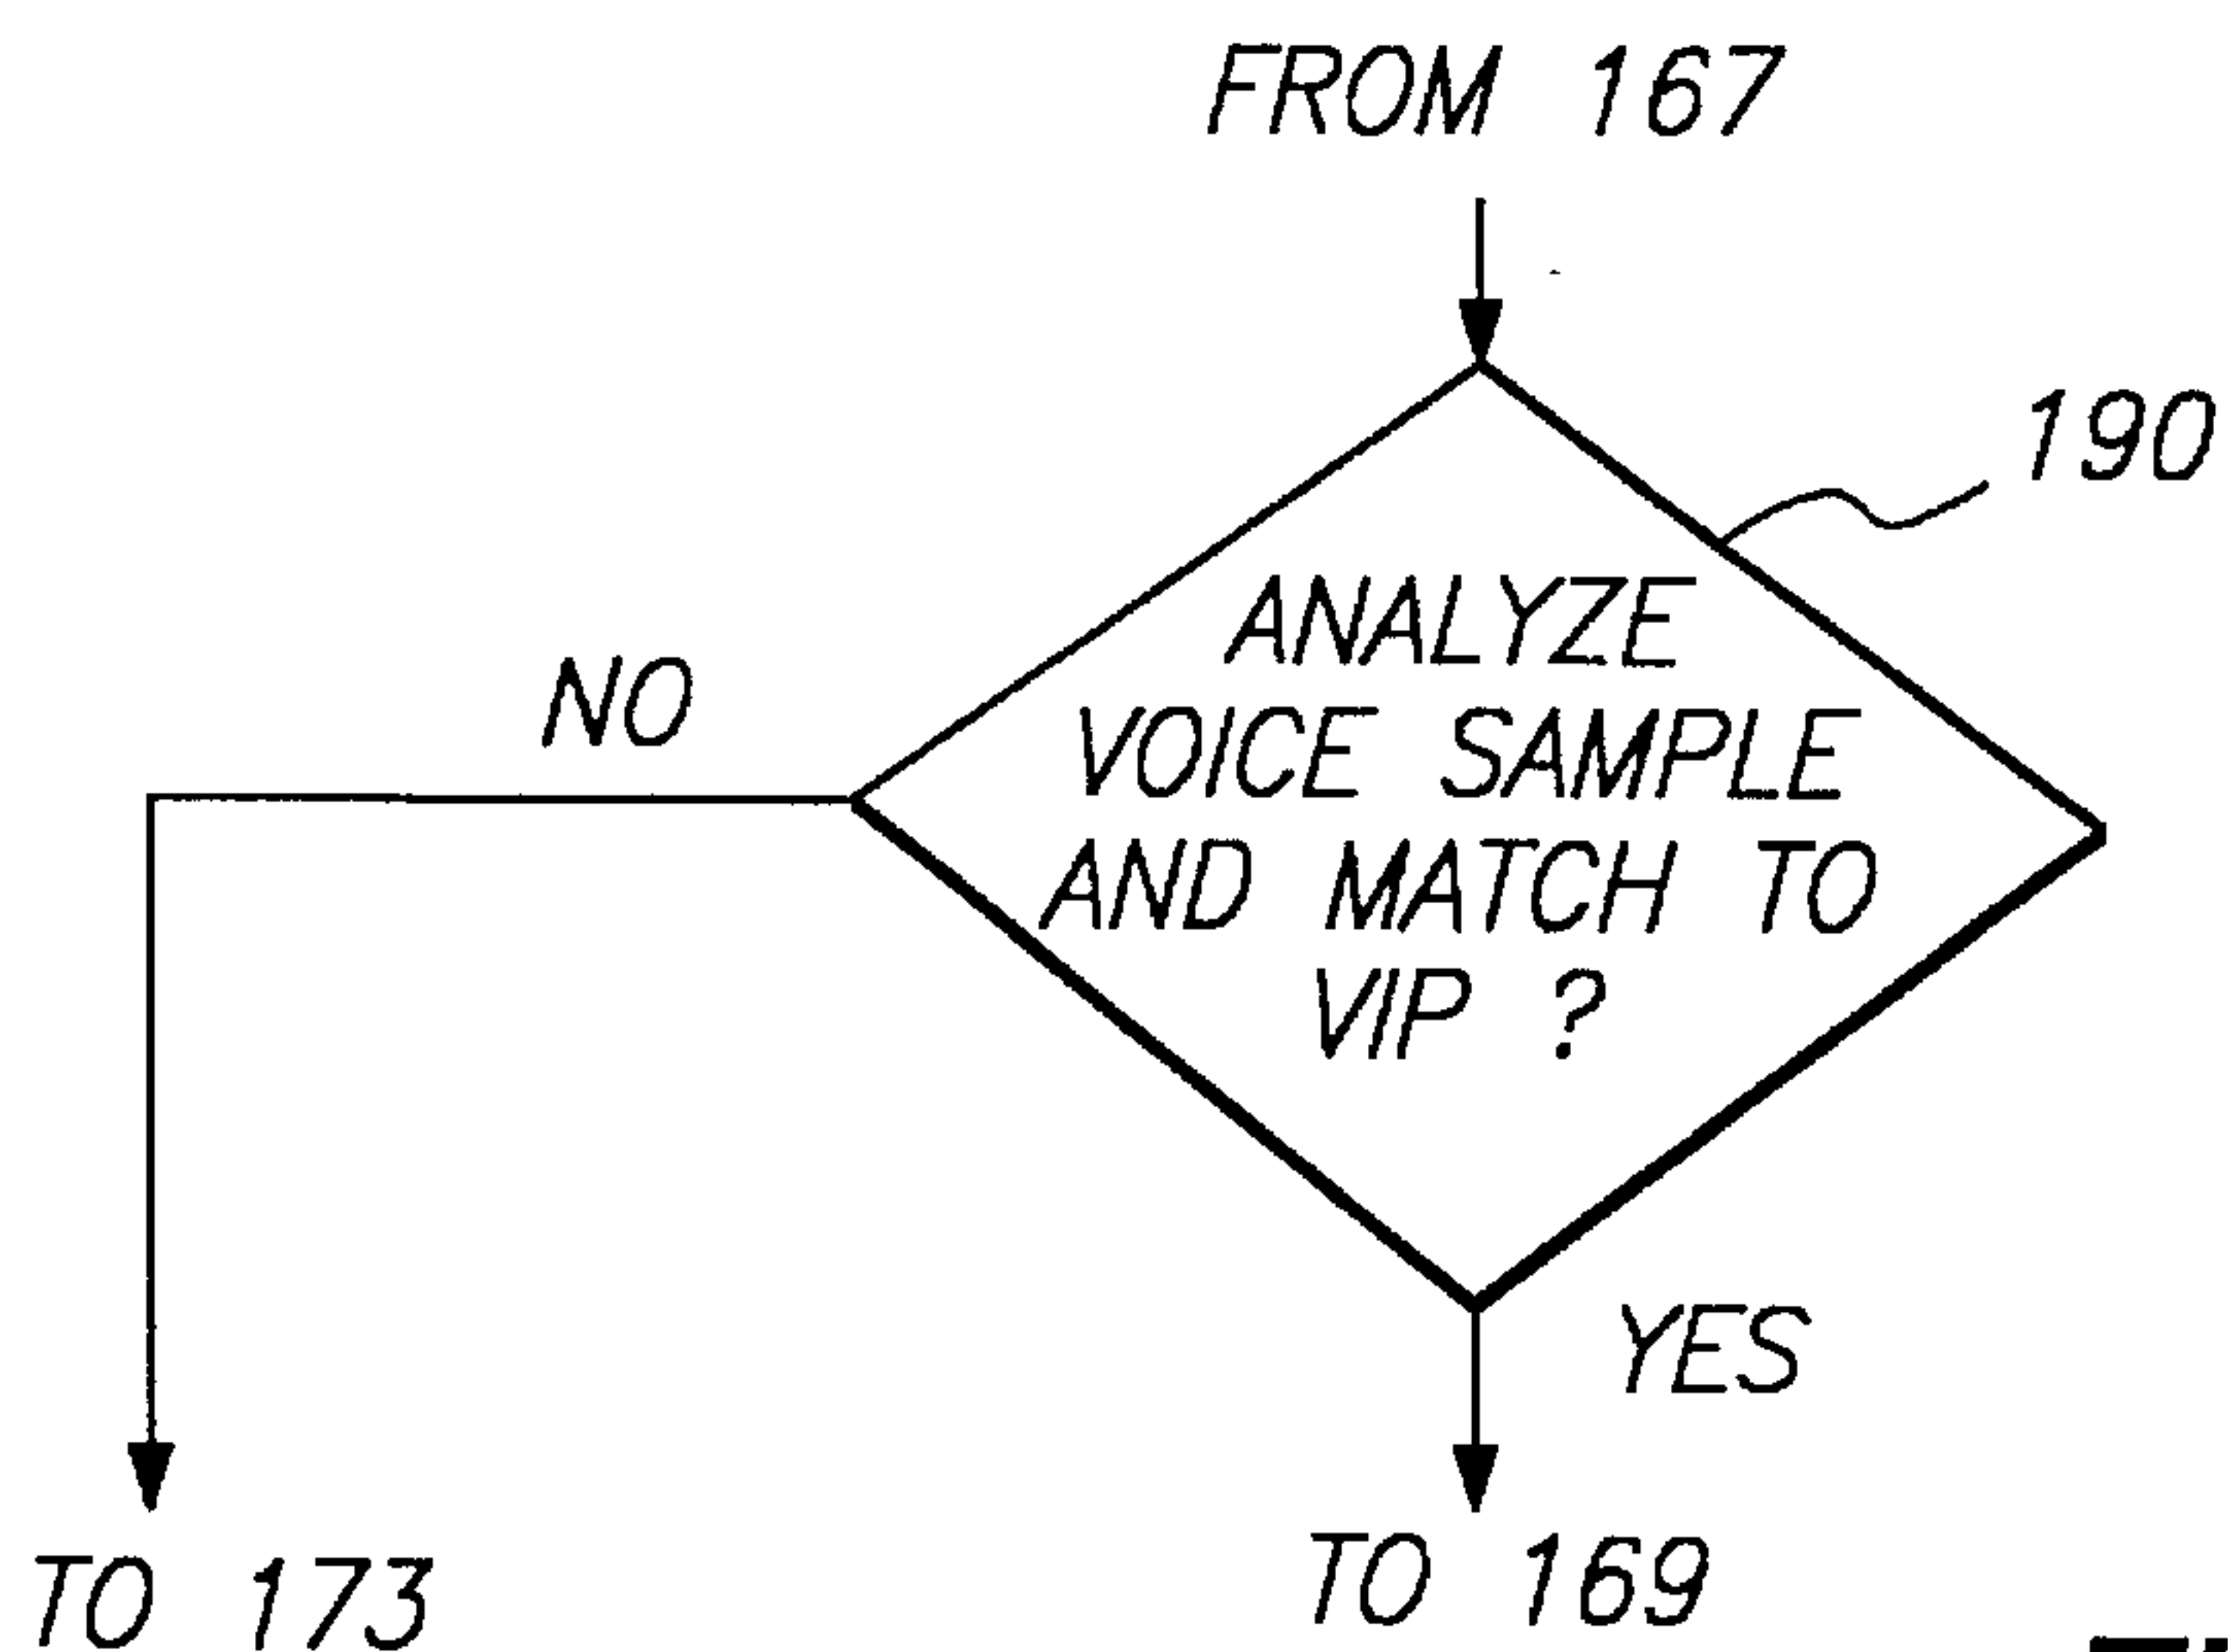 FROM 167
190
ANALYZE
VOICE SAMPLE
AND MATCH TO
VIP ?
NO
YES
TO 173
TO 169